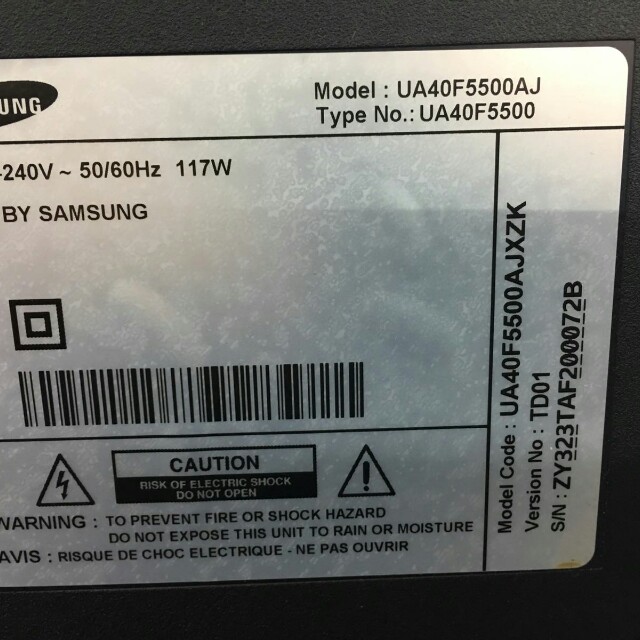 UNG
Model : UA40F5500AJ
Type No.: UA40F5500
-240V ~ 50/60Hz 117W
BY SAMSUNG
CAUTION
RISK OF ELECTRIC SHOCK
DO NOT OPEN
WARNING : TO PREVENT FIRE OR SHOCK HAZARD
DO NOT EXPOSE THIS UNIT TO RAIN OR MOISTURE
AVIS : RISQUE DE CHOC ELECTRIQUE - NE PAS OUVRIR
Model Code : UA40F5500AJXZK
Version No : TD01
S/N : ZY323TAF200072B